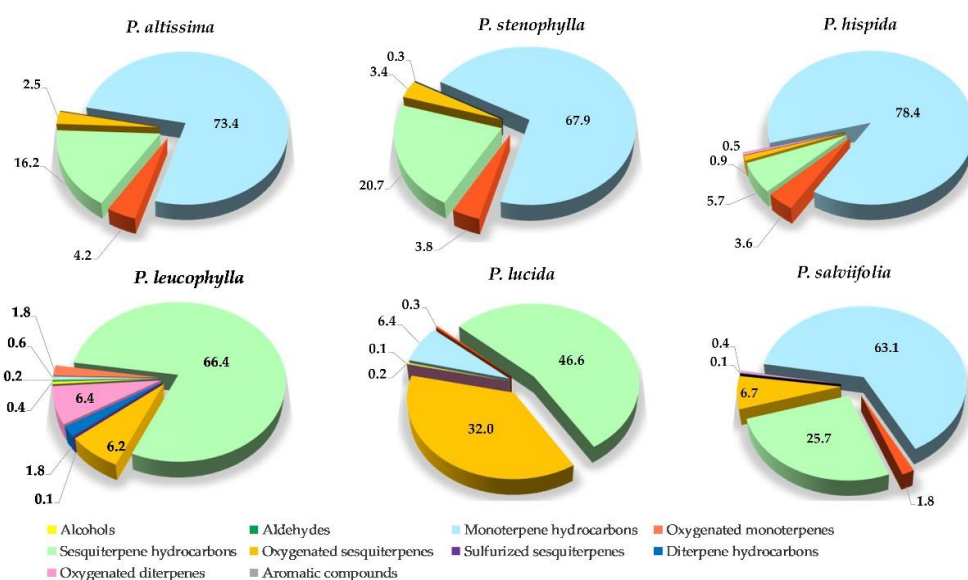 P. altissima
P. stenophylla
P. hispida
2.5
73.4
16.2
4.2
0.3
3.4
67.9
20.7
3.8
78.4
0.5
0.9
5.7
3.6
P. leucophylla
P. lucida
P. salviifolia
1.8
0.6
0.2
0.4
66.4
6.4
6.2
1.8
0.1
0.3
6.4
0.1
0.2
46.6
32.0
0.4
0.1
63.1
6.7
25.7
1.8
Alcohols
Aldehydes
Monoterpene hydrocarbons
Oxygenated monoterpenes
Sesquiterpene hydrocarbons
Oxygenated sesquiterpenes
Sulfurized sesquiterpenes
Diterpene hydrocarbons
Oxygenated diterpenes
Aromatic compounds